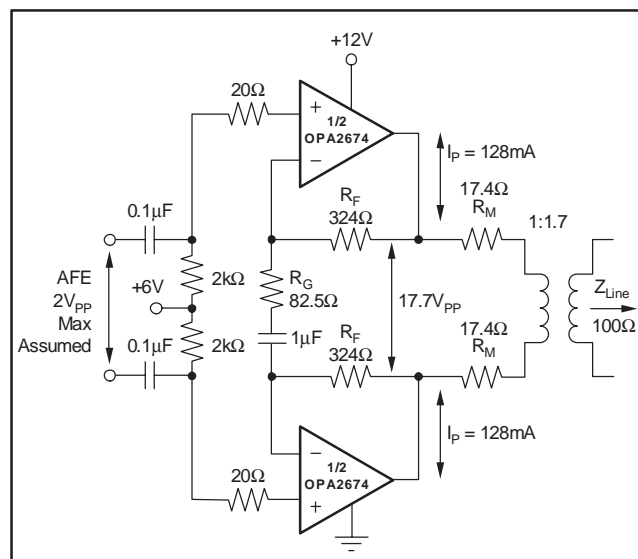 +12V
20Ω
+
1/2
OPA2674
−
I_P = 128mA
R_F
324Ω
17.4Ω
R_M
1:1.7
0.1μF
AFE
2V_PP
Max
Assumed
+6V
2kΩ
2kΩ
R_G
82.5Ω
1μF
17.7V_PP
Z_Line
100Ω
0.1μF
R_F
324Ω
17.4Ω
R_M
I_P = 128mA
−
1/2
OPA2674
+
20Ω